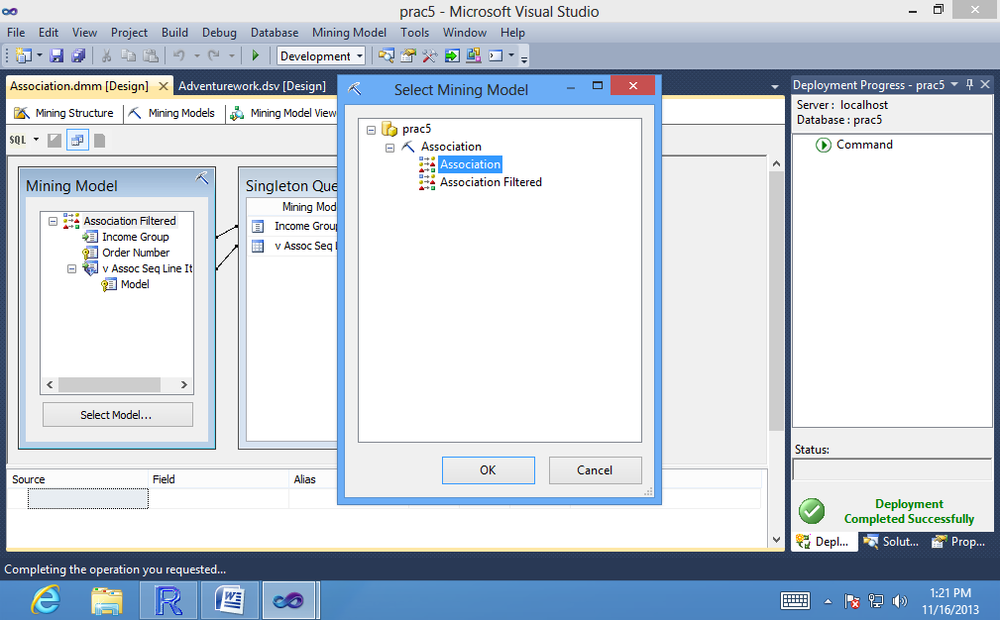 prac5 - Microsoft Visual Studio
File Edit View Project Build Debug Database Mining Model Tools Window Help
Development
Association.dmm [Design] Adventurework.dsv [Design]
Mining Structure Mining Models Mining Model View
SQL
Mining Model
Association Filtered
Income Group
Order Number
v Assoc Seq Line It
Model
Select Model...
Singleton Que
Mining Mod
Income Grou
v Assoc Seq L
Source Field Alias
Select Mining Model
prac5
Association
Association
Association Filtered
OK Cancel
Deployment Progress - prac5
Server : localhost
Database : prac5
Command
Status:
Deployment
Completed Successfully
Depl... Solut... Prop...
Completing the operation you requested...
1:21 PM
11/16/2013